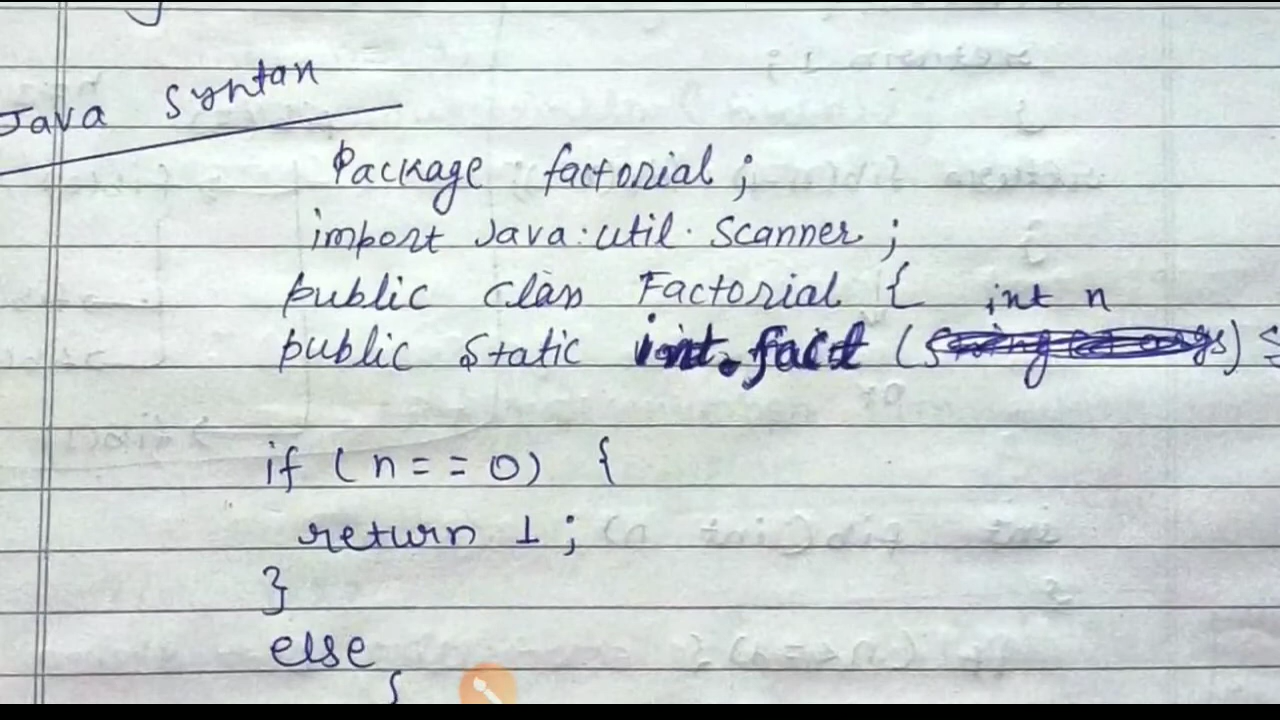 Java Syntax
Package factorial ;
import Java.util. Scanner ;
public class Factorial {
int n
public static int fact ( ) {
if ( n = = 0 ) {
return 1 ;
}
else
{